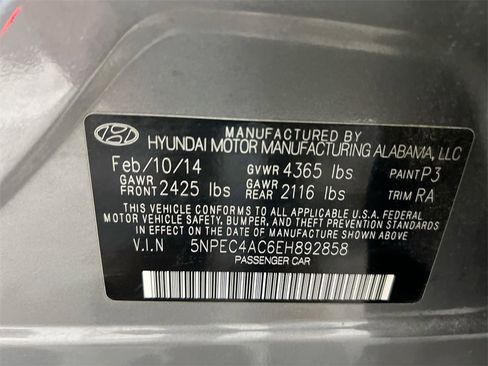 MANUFACTURED BY
HYUNDAI MOTOR MANUFACTURING ALABAMA, LLC
Feb/10/14 GVWR 4365 lbs PAINT P3
GAWR FRONT 2425 lbs GAWR REAR 2116 lbs TRIM RA
THIS VEHICLE CONFORMS TO ALL APPLICABLE U.S.A. FEDERAL
MOTOR VEHICLE SAFETY, BUMPER, AND THEFT PREVENTION
STANDARDS IN EFFECT ON THE DATE OF MANUFACTURE SHOWN ABOVE.
V.I.N 5NPEC4AC6EH892858
PASSENGER CAR